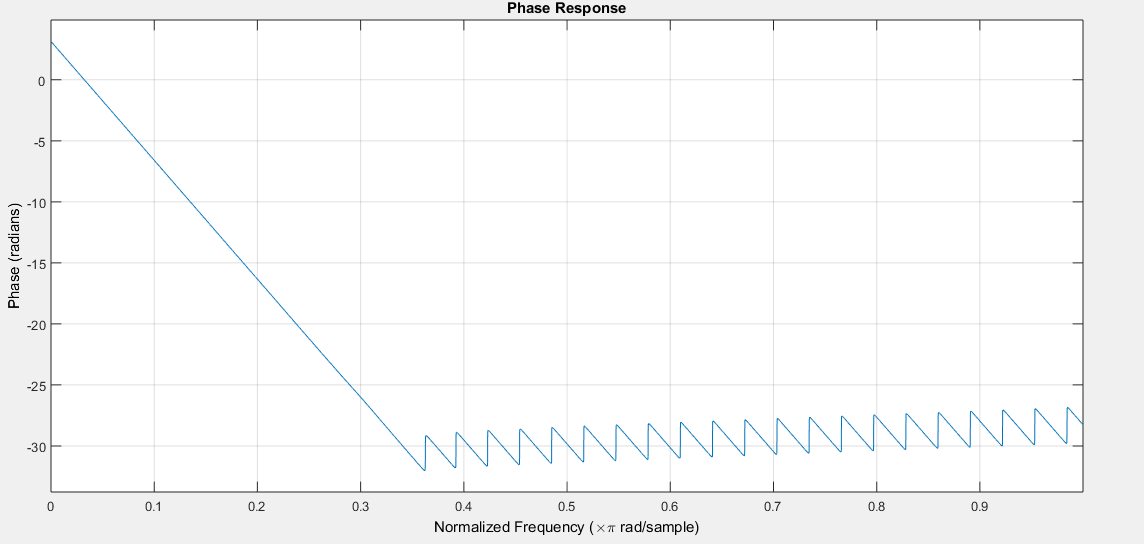 Phase Response
Phase (radians)
0
-5
-10
-15
-20
-25
-30
0 0.1 0.2 0.3 0.4 0.5 0.6 0.7 0.8 0.9
Normalized Frequency (×π rad/sample)